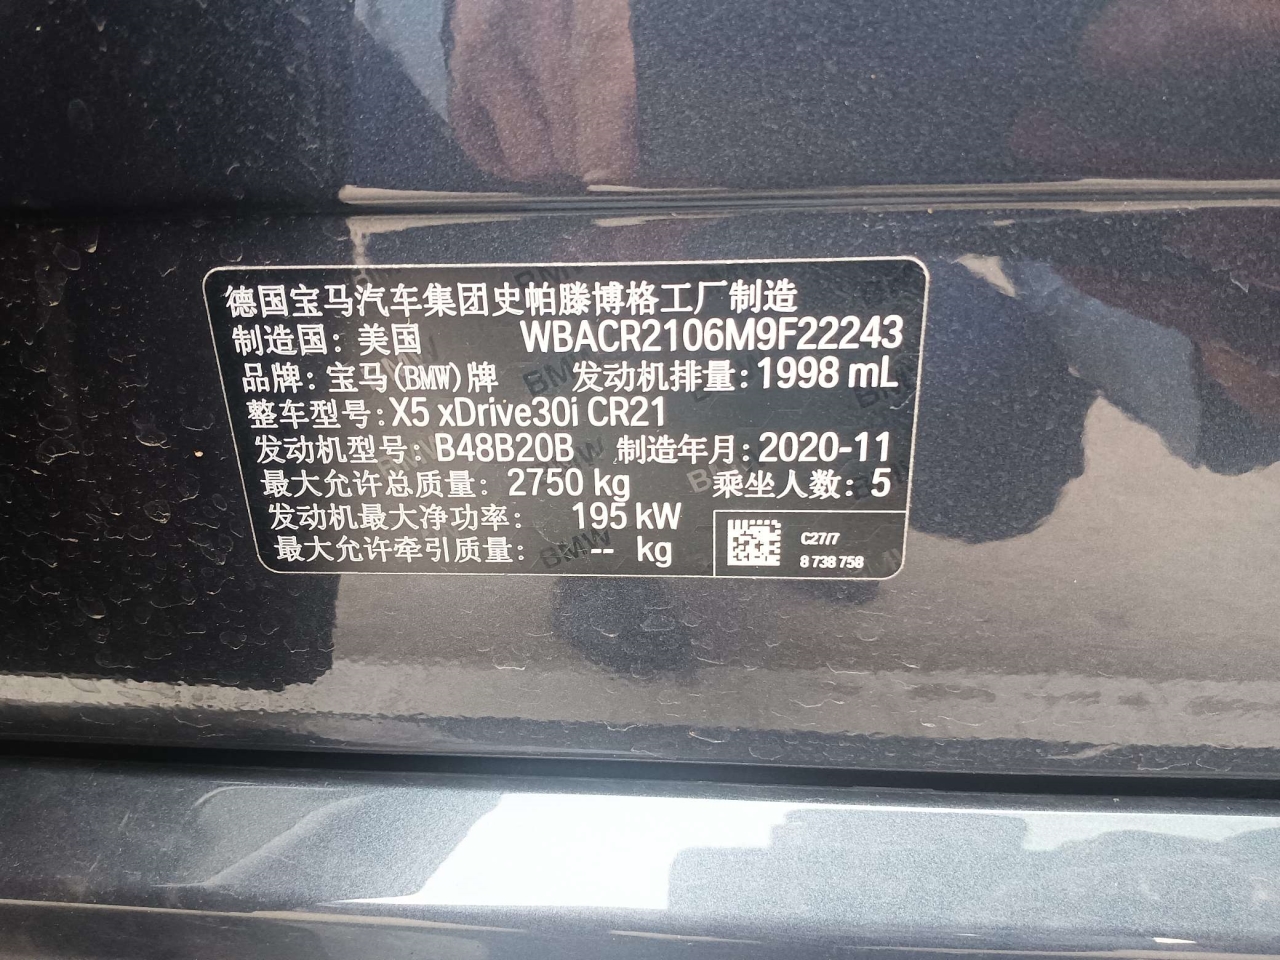 德国宝马汽车集团史帕滕博格工厂制造
制造国：美国 WBACR2106M9F22243
品牌：宝马(BMW)牌 发动机排量：1998 mL
整车型号：X5 xDrive30i CR21
发动机型号：B48B20B 制造年月：2020-11
最大允许总质量：2750 kg 乘坐人数：5
发动机最大净功率：195 kW
最大允许牵引质量：-- kg
C27/7
8 738 758